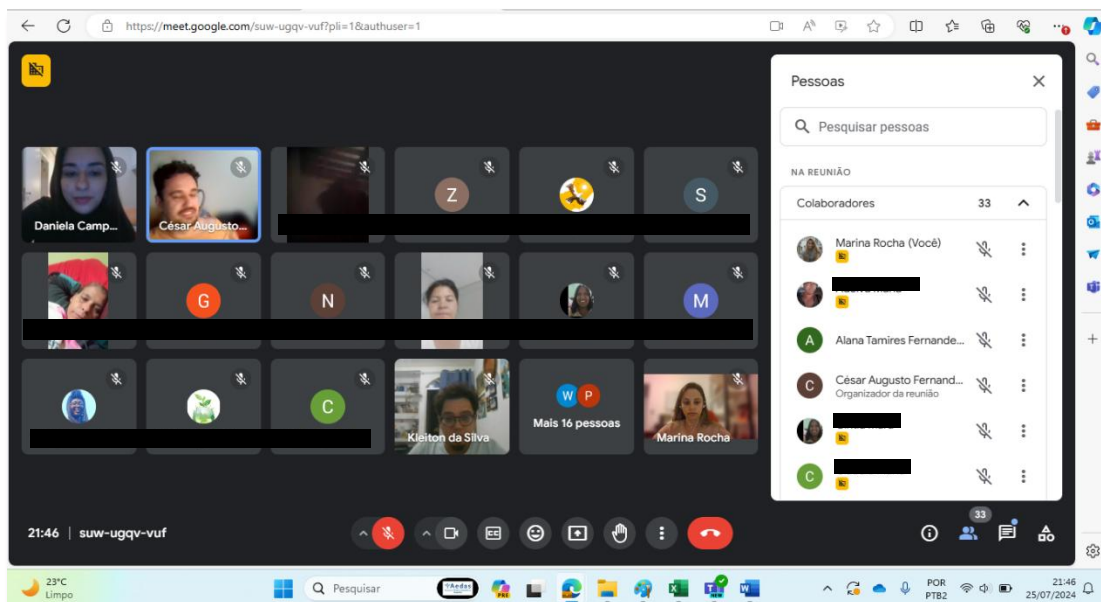 https://meet.google.com/suw-ugqv-vuf?pli=1&authuser=1
Pessoas
Pesquisar pessoas
NA REUNIÃO
Colaboradores 33
Marina Rocha (Você)
A Alana Tamires Fernande...
C César Augusto Fernand...
Organizador da reunião
C
Daniela Camp...
César Augusto...
Z
S
G
N
M
C
Kleiton da Silva
W P
Mais 16 pessoas
Marina Rocha
21:46 | suw-ugqv-vuf
33
23°C
Limpo
Pesquisar
Aedas
PRE
POR
PTB2
21:46
25/07/2024